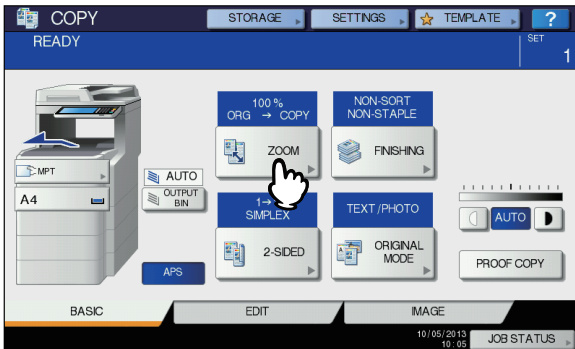 COPY
STORAGE
SETTINGS
TEMPLATE
?
READY
SET
1
100 %
ORG → COPY
NON-SORT
NON-STAPLE
ZOOM
FINISHING
MPT
A4
AUTO
OUTPUT
BIN
1→
SIMPLEX
TEXT/PHOTO
2-SIDED
ORIGINAL
MODE
AUTO
APS
PROOF COPY
BASIC
EDIT
IMAGE
10/05/2013
10:05
JOB STATUS